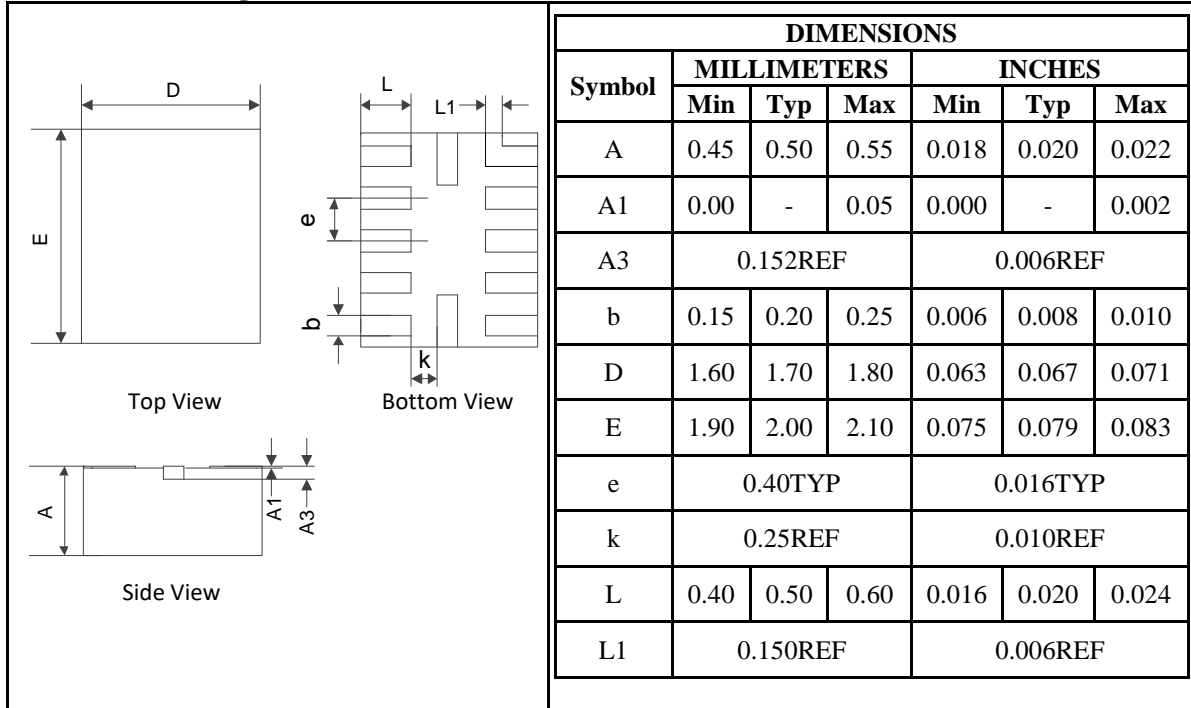 D
E
Top View
L
L1
e
b
k
Bottom View
A
A1
A3
Side View
DIMENSIONS
Symbol MILLIMETERS INCHES
Min Typ Max Min Typ Max
A 0.45 0.50 0.55 0.018 0.020 0.022
A1 0.00 - 0.05 0.000 - 0.002
A3 0.152REF 0.006REF
b 0.15 0.20 0.25 0.006 0.008 0.010
D 1.60 1.70 1.80 0.063 0.067 0.071
E 1.90 2.00 2.10 0.075 0.079 0.083
e 0.40TYP 0.016TYP
k 0.25REF 0.010REF
L 0.40 0.50 0.60 0.016 0.020 0.024
L1 0.150REF 0.006REF